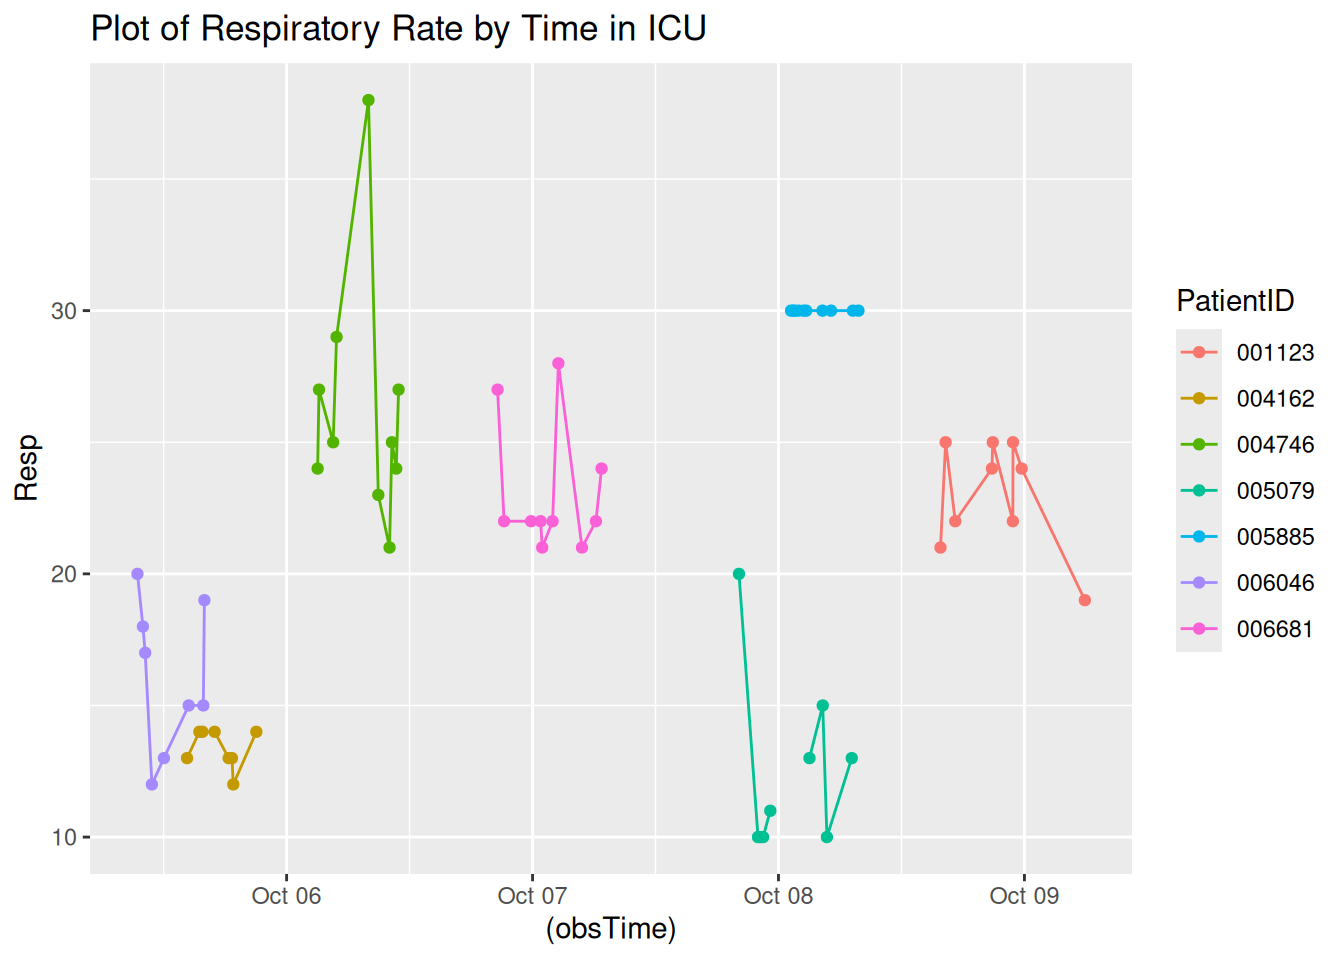 Plot of Respiratory Rate by Time in ICU
Resp
30
20
10
Oct 06
Oct 07
Oct 08
Oct 09
(obsTime)
PatientID
001123
004162
004746
005079
005885
006046
006681